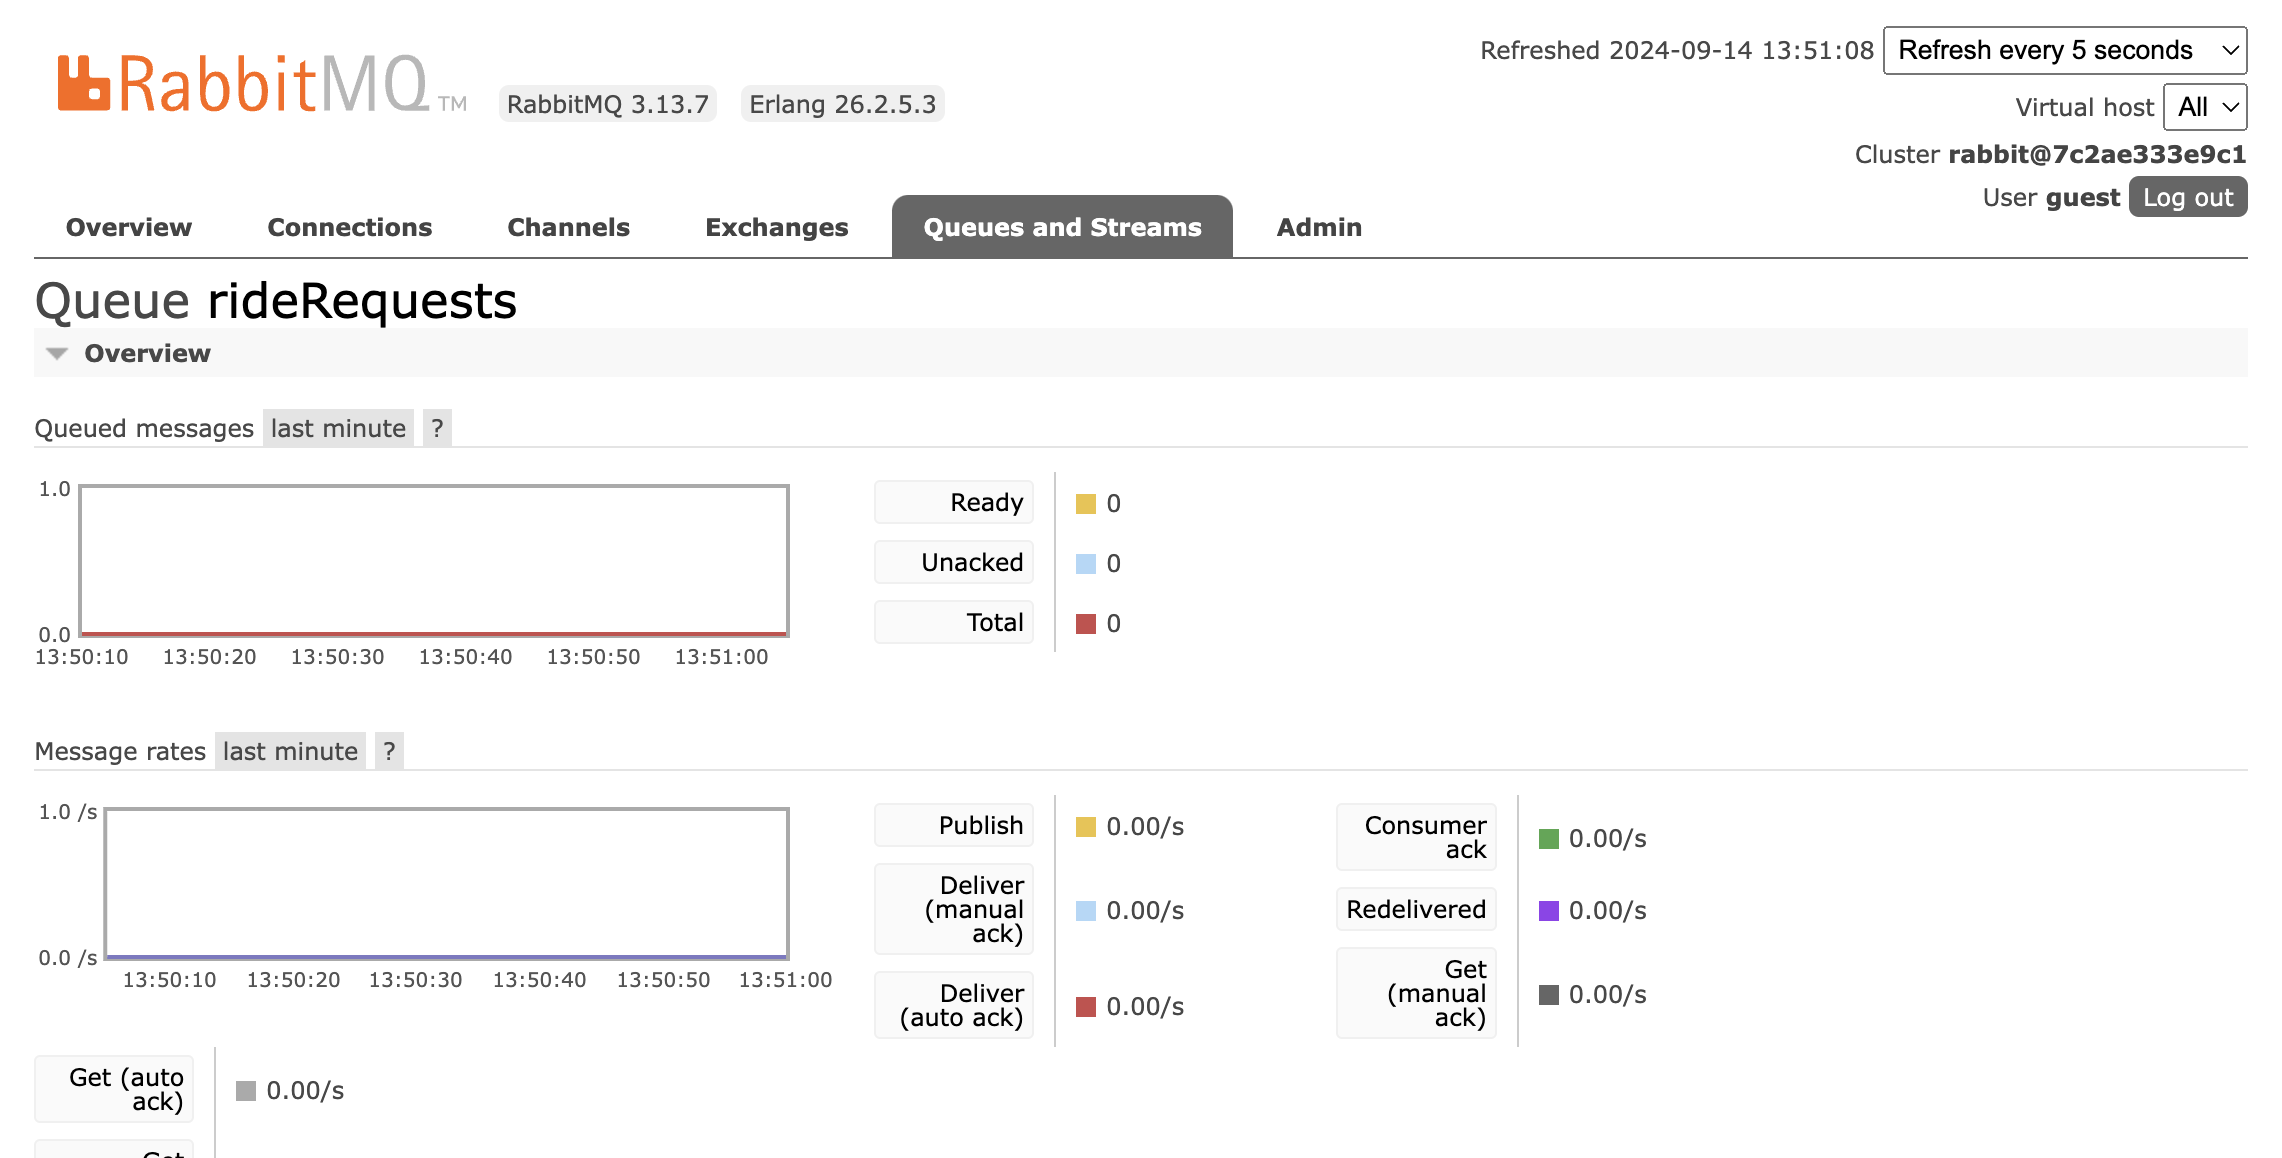 RabbitMQ TM
RabbitMQ 3.13.7
Erlang 26.2.5.3
Refreshed 2024-09-14 13:51:08
Refresh every 5 seconds
Virtual host
All
Cluster rabbit@7c2ae333e9c1
User guest
Log out
Overview
Connections
Channels
Exchanges
Queues and Streams
Admin
Queue rideRequests
Overview
Queued messages last minute ?
1.0
0.0
13:50:10 13:50:20 13:50:30 13:50:40 13:50:50 13:51:00
Ready
0
Unacked
0
Total
0
Message rates last minute ?
1.0 /s
0.0 /s
13:50:10 13:50:20 13:50:30 13:50:40 13:50:50 13:51:00
Publish
0.00/s
Deliver
(manual
ack)
0.00/s
Deliver
(auto ack)
0.00/s
Consumer
ack
0.00/s
Redelivered
0.00/s
Get
(manual
ack)
0.00/s
Get (auto
ack)
0.00/s
Get